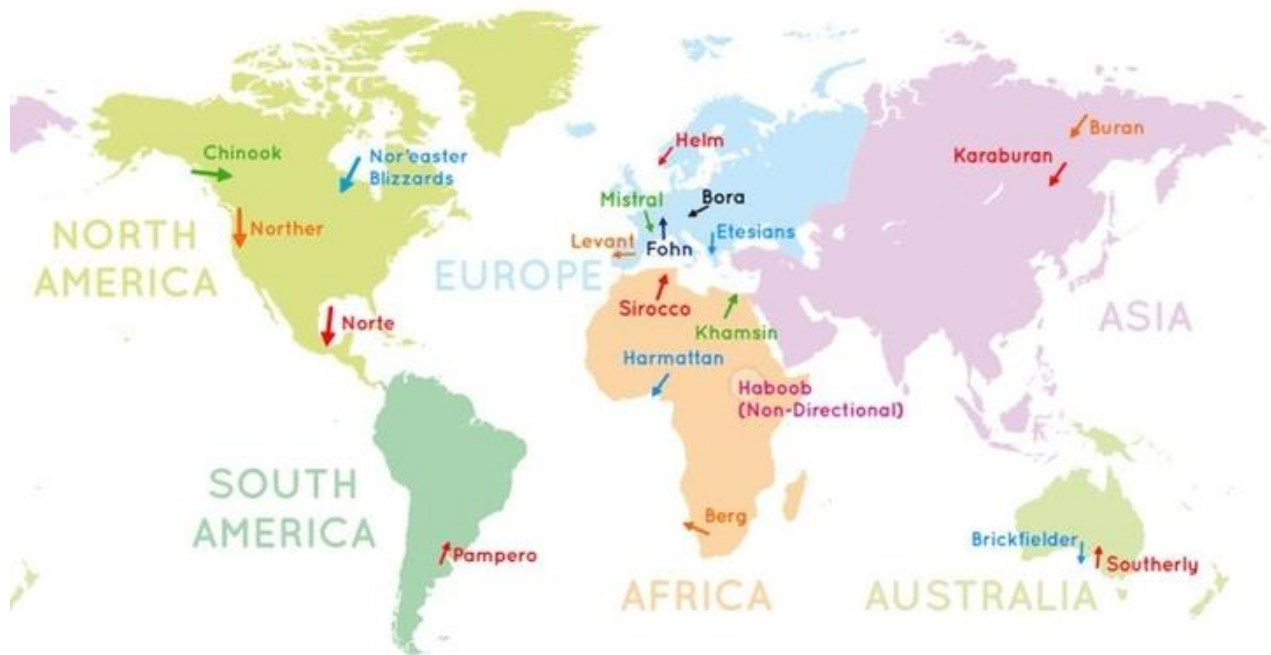 Chinook
Nor'easter
Blizzards
Norther
NORTH
AMERICA
Norte
SOUTH
AMERICA
Pampero
Helm
Mistral
Bora
Levant
Fohn
Etesians
EUROPE
Sirocco
Khamsin
Harmattan
Haboob
(Non-Directional)
Berg
AFRICA
Buran
Karaburan
ASIA
Brickfielder
Southerly
AUSTRALIA